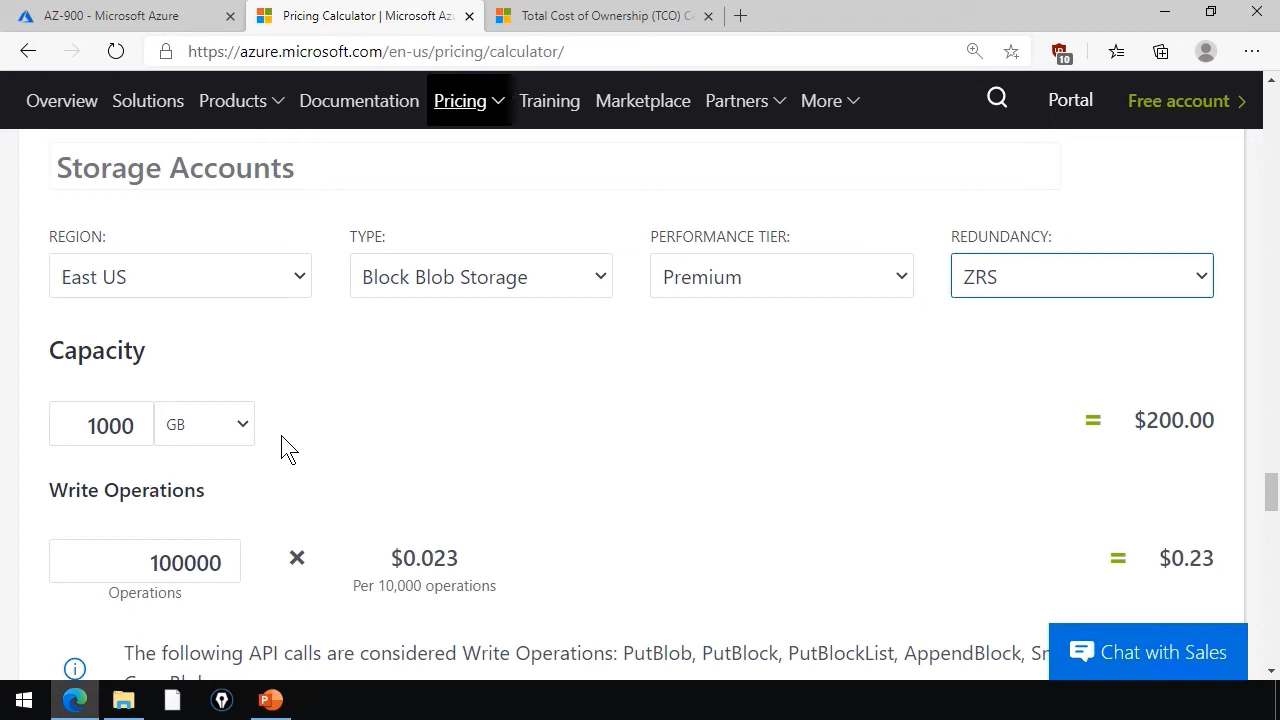 AZ-900 - Microsoft Azure
Pricing Calculator | Microsoft Azu
Total Cost of Ownership (TCO) Ca
https://azure.microsoft.com/en-us/pricing/calculator/
10
Overview Solutions Products Documentation Pricing Training Marketplace Partners More Portal Free account
Storage Accounts
REGION: TYPE: PERFORMANCE TIER: REDUNDANCY:
East US Block Blob Storage Premium ZRS
Capacity
1000 GB = $200.00
Write Operations
100000 × $0.023 = $0.23
Operations Per 10,000 operations
The following API calls are considered Write Operations: PutBlob, PutBlock, PutBlockList, AppendBlock,
Chat with Sales